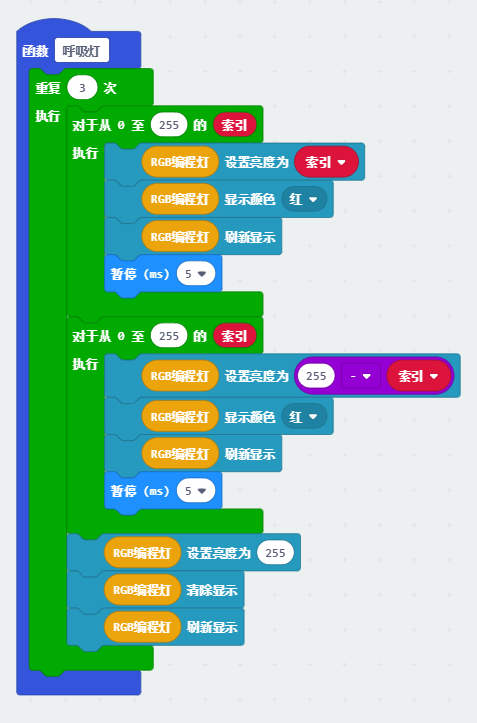 函数 呼吸灯
重复 3 次
执行
对于从 0 至 255 的 索引
执行
RGB编程灯 设置亮度为 索引
RGB编程灯 显示颜色 红
RGB编程灯 刷新显示
暂停 (ms) 5
对于从 0 至 255 的 索引
执行
RGB编程灯 设置亮度为 255 - 索引
RGB编程灯 显示颜色 红
RGB编程灯 刷新显示
暂停 (ms) 5
RGB编程灯 设置亮度为 255
RGB编程灯 清除显示
RGB编程灯 刷新显示